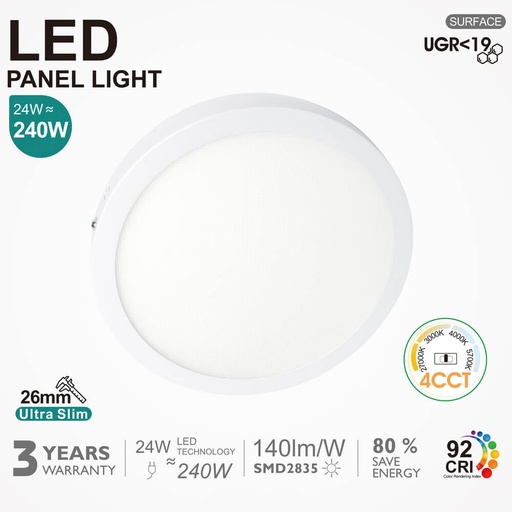 LED
PANEL LIGHT
24W≈
240W
SURFACE
UGR<19
27000K 3000K 4000K 5700K
4CCT
26mm
Ultra Slim
3 YEARS
WARRANTY
24W ≈ 240W
LED
TECHNOLOGY
140lm/W
SMD2835
80 %
SAVE
ENERGY
92
CRI
Color Rendering Index